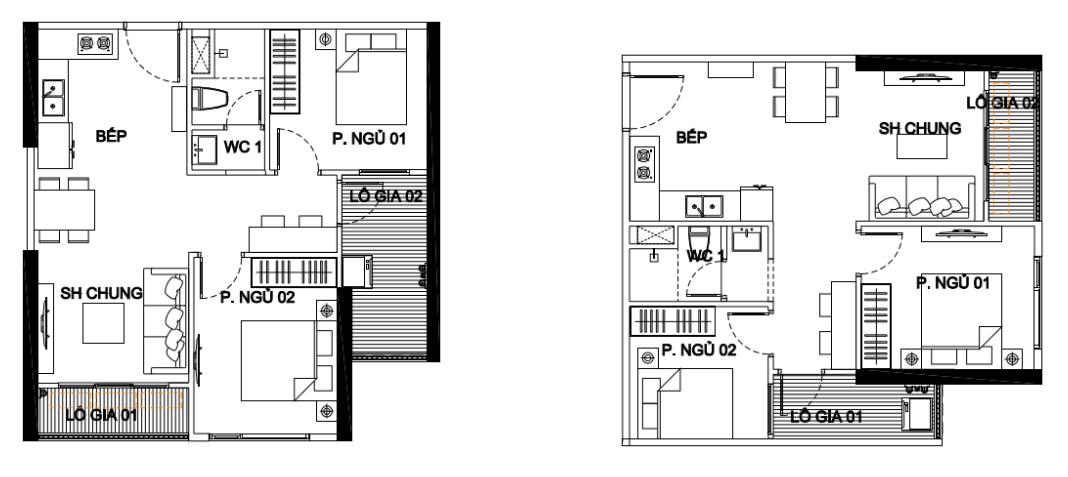 BẾP
WC 1
P. NGỦ 01
LÔ GIA 02
SH CHUNG
P. NGỦ 02
LÔ GIA 01
BẾP
SH CHUNG
LÔ GIA 02
WC 1
P. NGỦ 01
P. NGỦ 02
LÔ GIA 01